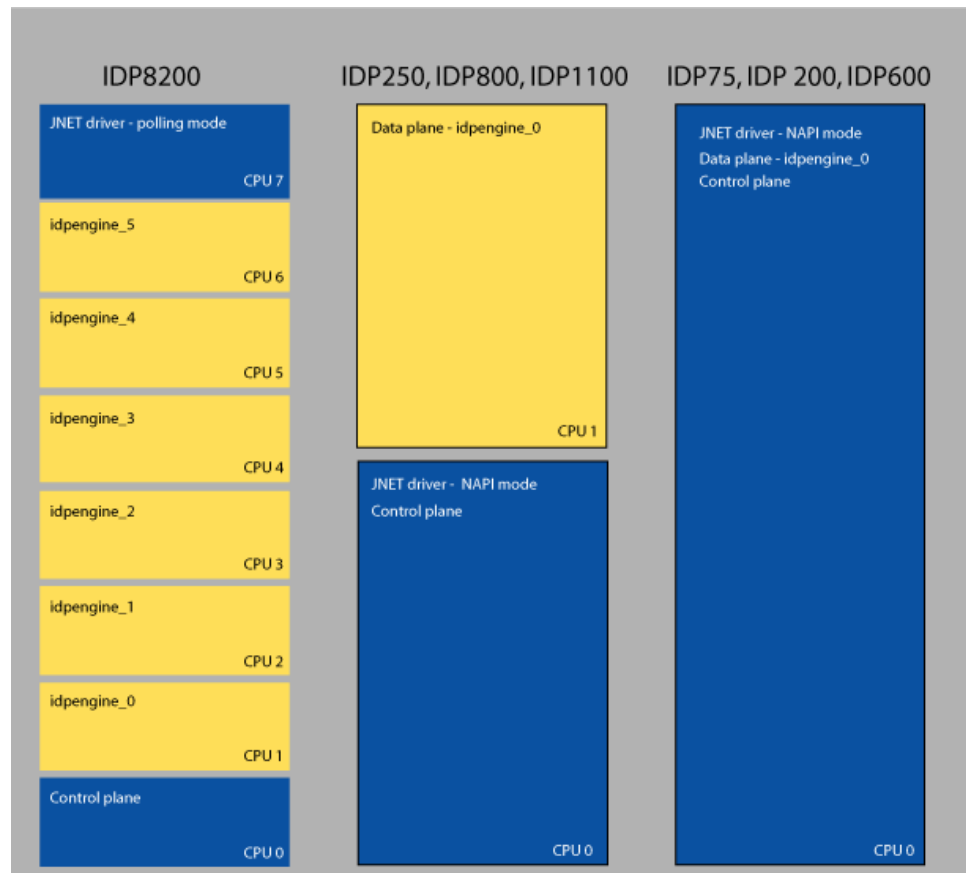 IDP8200
JNET driver - polling mode
CPU 7
idpengine_5
CPU 6
idpengine_4
CPU 5
idpengine_3
CPU 4
idpengine_2
CPU 3
idpengine_1
CPU 2
idpengine_0
CPU 1
Control plane
CPU 0
IDP250, IDP800, IDP1100
Data plane - idpengine_0
CPU 1
JNET driver - NAPI mode
Control plane
CPU 0
IDP75, IDP 200, IDP600
JNET driver - NAPI mode
Data plane - idpengine_0
Control plane
CPU 0